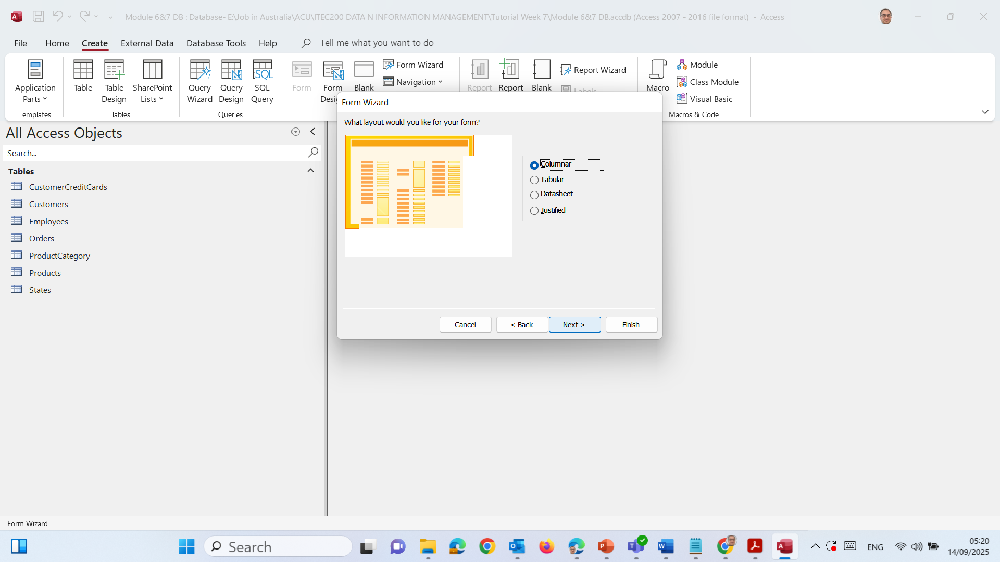 Module 6&7 DB : Database- E:\Job in Australia\ACU\ITEC200 DATA N INFORMATION MANAGEMENT\Tutorial Week 7\Module 6&7 DB.accdb (Access 2007 - 2016 file format) - Access
File Home Create External Data Database Tools Help Tell me what you want to do
Application Parts
Templates
Table
Table Design
SharePoint Lists
Tables
Query Wizard
Query Design
SQL Query
SQL
Queries
Form
Form Desi
Blank
Form Wizard
Navigation
Report
Report
Blank
Report Wizard
Labels
Macro
Module
Class Module
Visual Basic
Macros & Code
All Access Objects
Search...
Tables
CustomerCreditCards
Customers
Employees
Orders
ProductCategory
Products
States
Form Wizard
What layout would you like for your form?
Columnar
Tabular
Datasheet
Justified
Cancel
< Back
Next >
Finish
Form Wizard
Search
ENG
05:20
14/09/2025